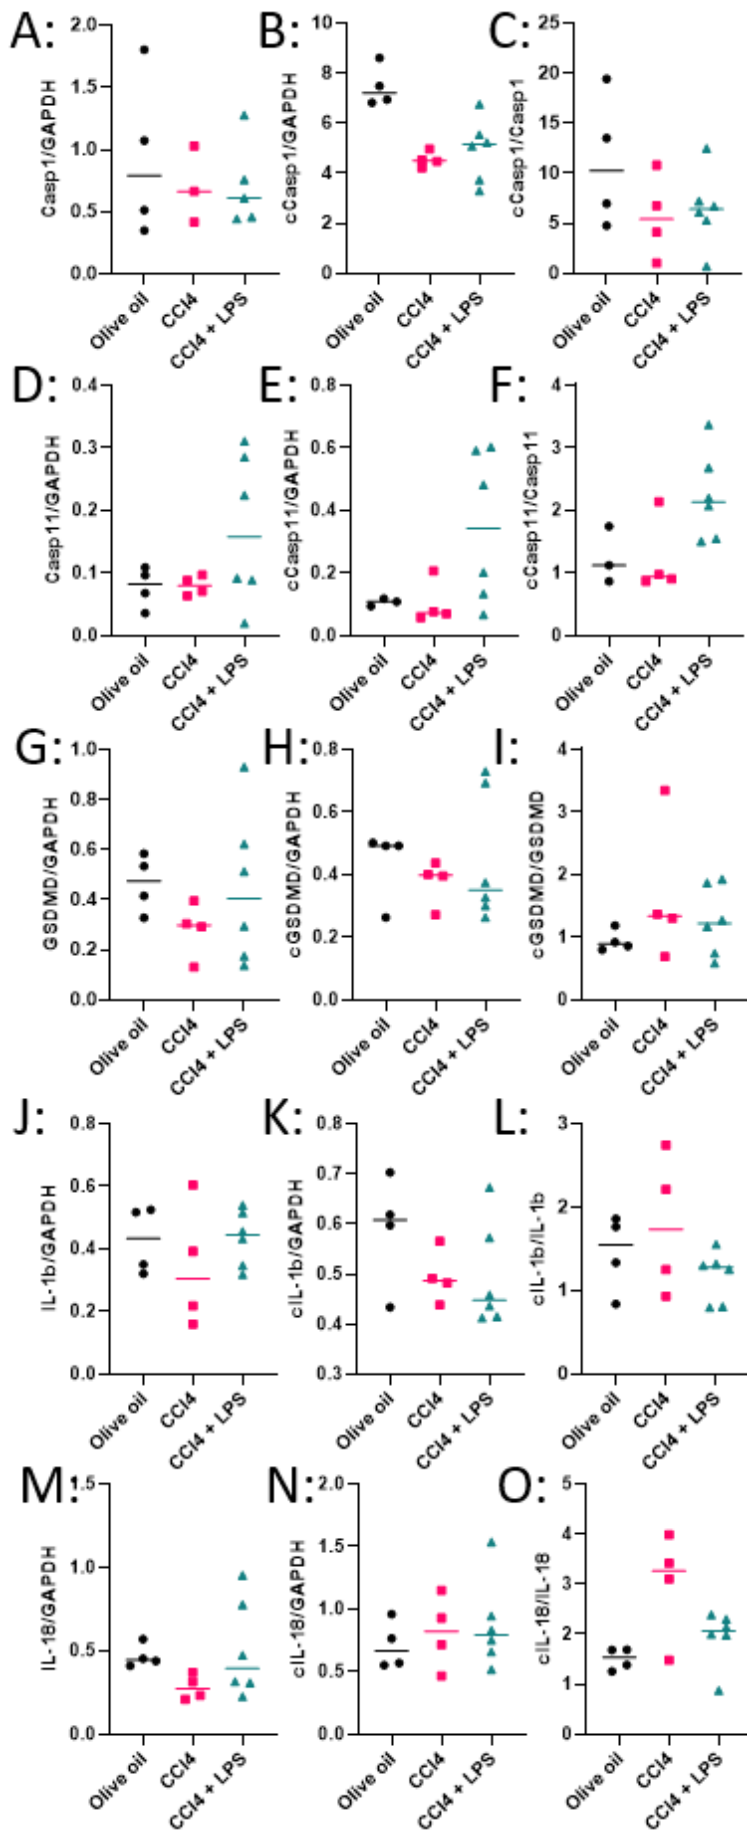 A:
Casp1/GAPDH
2.0
1.5
1.0
0.5
0.0
Olive oil
CCl4
CCl4 + LPS
B:
cCasp1/GAPDH
10
8
6
4
2
0
Olive oil
CCl4
CCl4 + LPS
C:
cCasp1/Casp1
25
20
15
10
5
0
Olive oil
CCl4
CCl4 + LPS
D:
Casp11/GAPDH
0.4
0.3
0.2
0.1
0.0
Olive oil
CCl4
CCl4 + LPS
E:
cCasp11/GAPDH
0.8
0.6
0.4
0.2
0.0
Olive oil
CCl4
CCl4 + LPS
F:
cCasp11/Casp11
4
3
2
1
0
Olive oil
CCl4
CCl4 + LPS
G:
GSDMD/GAPDH
1.0
0.8
0.6
0.4
0.2
0.0
Olive oil
CCl4
CCl4 + LPS
H:
cGSDMD/GAPDH
0.8
0.6
0.4
0.2
0.0
Olive oil
CCl4
CCl4 + LPS
I:
cGSDMD/GSDMD
4
3
2
1
0
Olive oil
CCl4
CCl4 + LPS
J:
IL-1b/GAPDH
0.8
0.6
0.4
0.2
0.0
Olive oil
CCl4
CCl4 + LPS
K:
cIL-1b/GAPDH
0.8
0.7
0.6
0.5
0.4
0.3
Olive oil
CCl4
CCl4 + LPS
L:
cIL-1b/IL-1b
3
2
1
0
Olive oil
CCl4
CCl4 + LPS
M:
IL-18/GAPDH
1.5
1.0
0.5
0.0
Olive oil
CCl4
CCl4 + LPS
N:
cIL-18/GAPDH
2.0
1.5
1.0
0.5
0.0
Olive oil
CCl4
CCl4 + LPS
O:
cIL-18/IL-18
5
4
3
2
1
0
Olive oil
CCl4
CCl4 + LPS